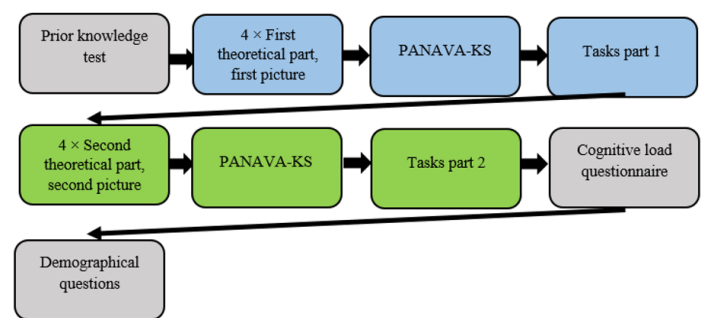 Prior knowledge
test
4 × First
theoretical part,
first picture
PANAVA-KS
Tasks part 1
4 × Second
theoretical part,
second picture
PANAVA-KS
Tasks part 2
Cognitive load
questionnaire
Demographical
questions